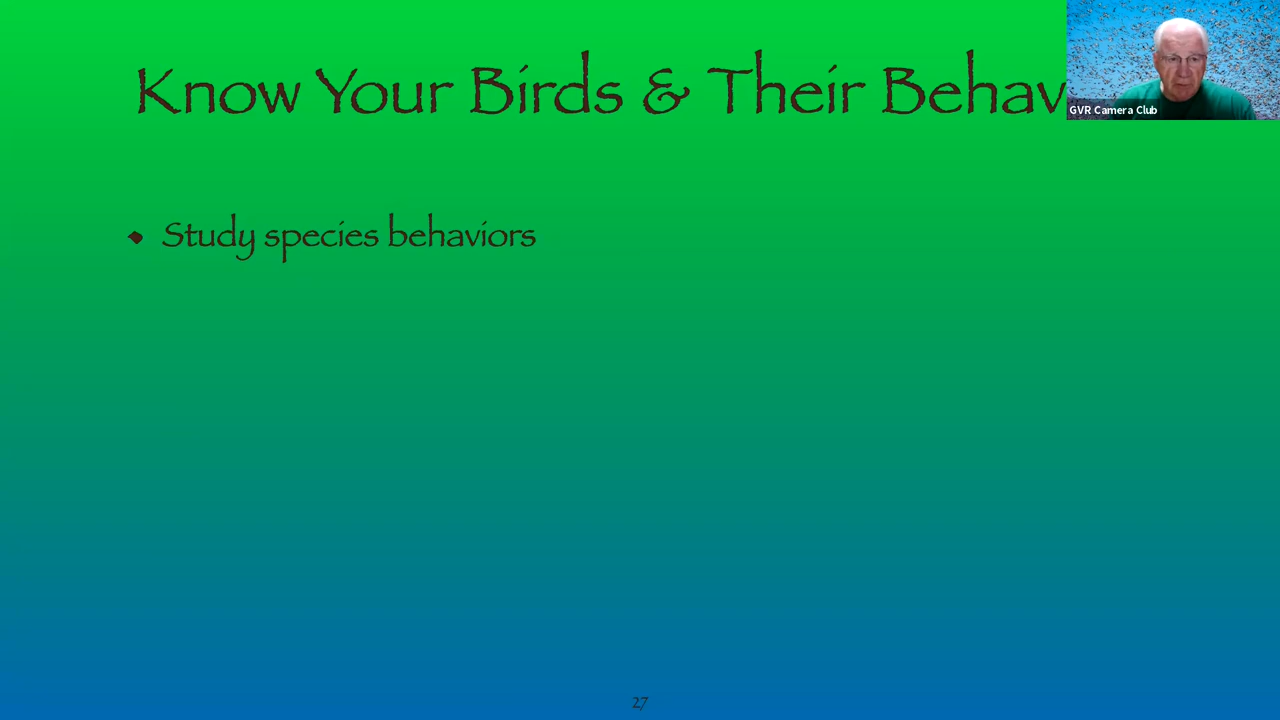 Know Your Birds & Their Behav
GVR Camera Club
• Study species behaviors
27